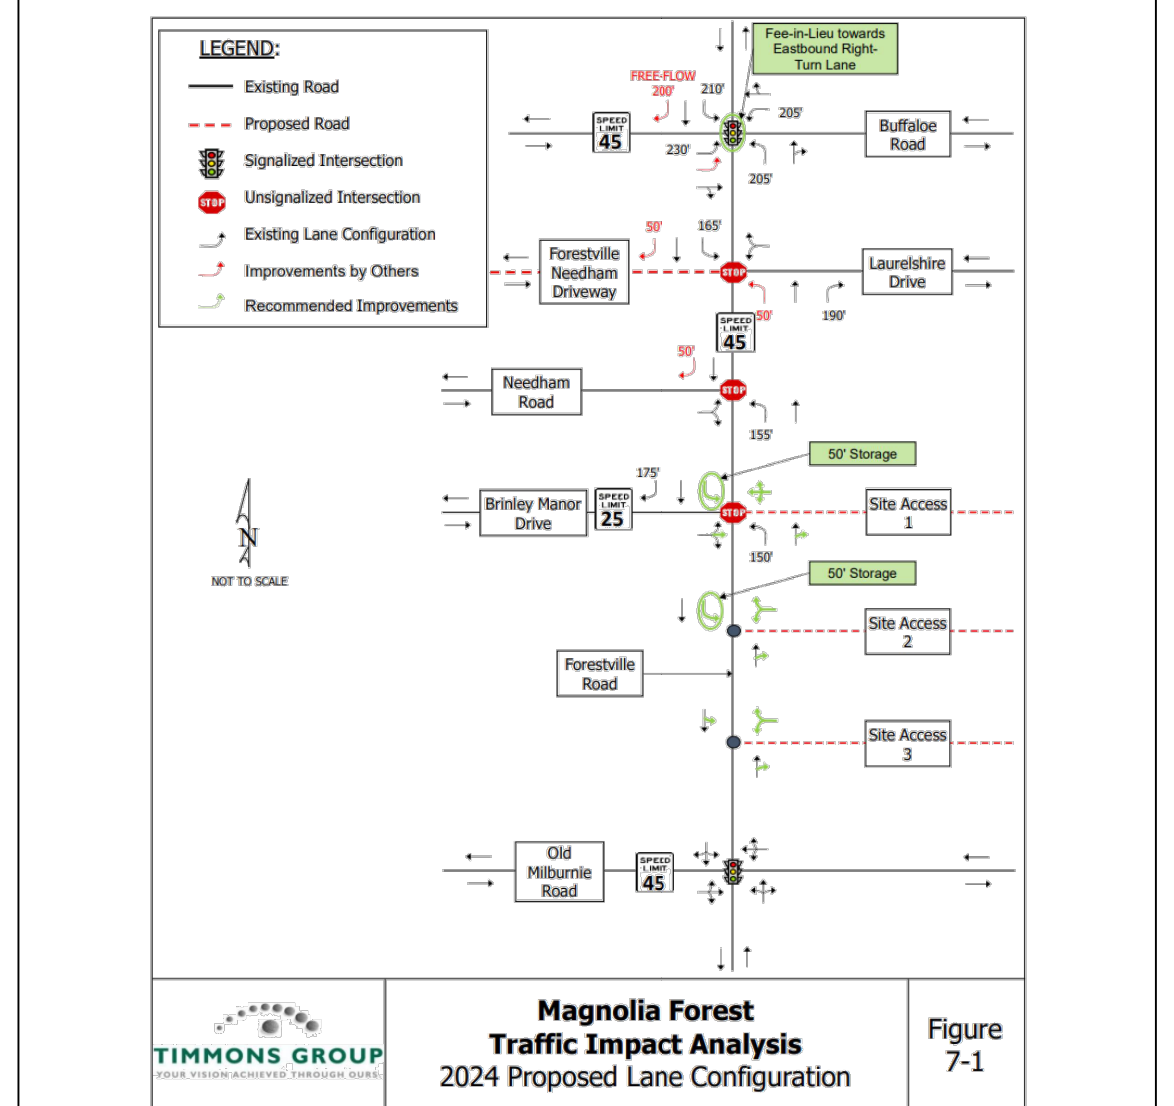 LEGEND:
Existing Road
Proposed Road
Signalized Intersection
STOP
Unsignalized Intersection
Existing Lane Configuration
Improvements by Others
Recommended Improvements
Fee-in-Lieu towards
Eastbound Right-
Turn Lane
FREE-FLOW
200'
210'
205'
SPEED
LIMIT
45
Buffaloe
Road
230'
205'
50'
165'
Forestville
Needham
Driveway
STOP
Laurelshire
Drive
50'
190'
SPEED
LIMIT
45
50'
Needham
Road
STOP
155'
50' Storage
175'
Brinley Manor
Drive
SPEED
LIMIT
25
STOP
Site Access
1
150'
N
NOT TO SCALE
50' Storage
Site Access
2
Forestville
Road
Site Access
3
Old
Milburnie
Road
SPEED
LIMIT
45
TIMMONS GROUP
YOUR VISION ACHIEVED THROUGH OURS
Magnolia Forest
Traffic Impact Analysis
2024 Proposed Lane Configuration
Figure
7-1